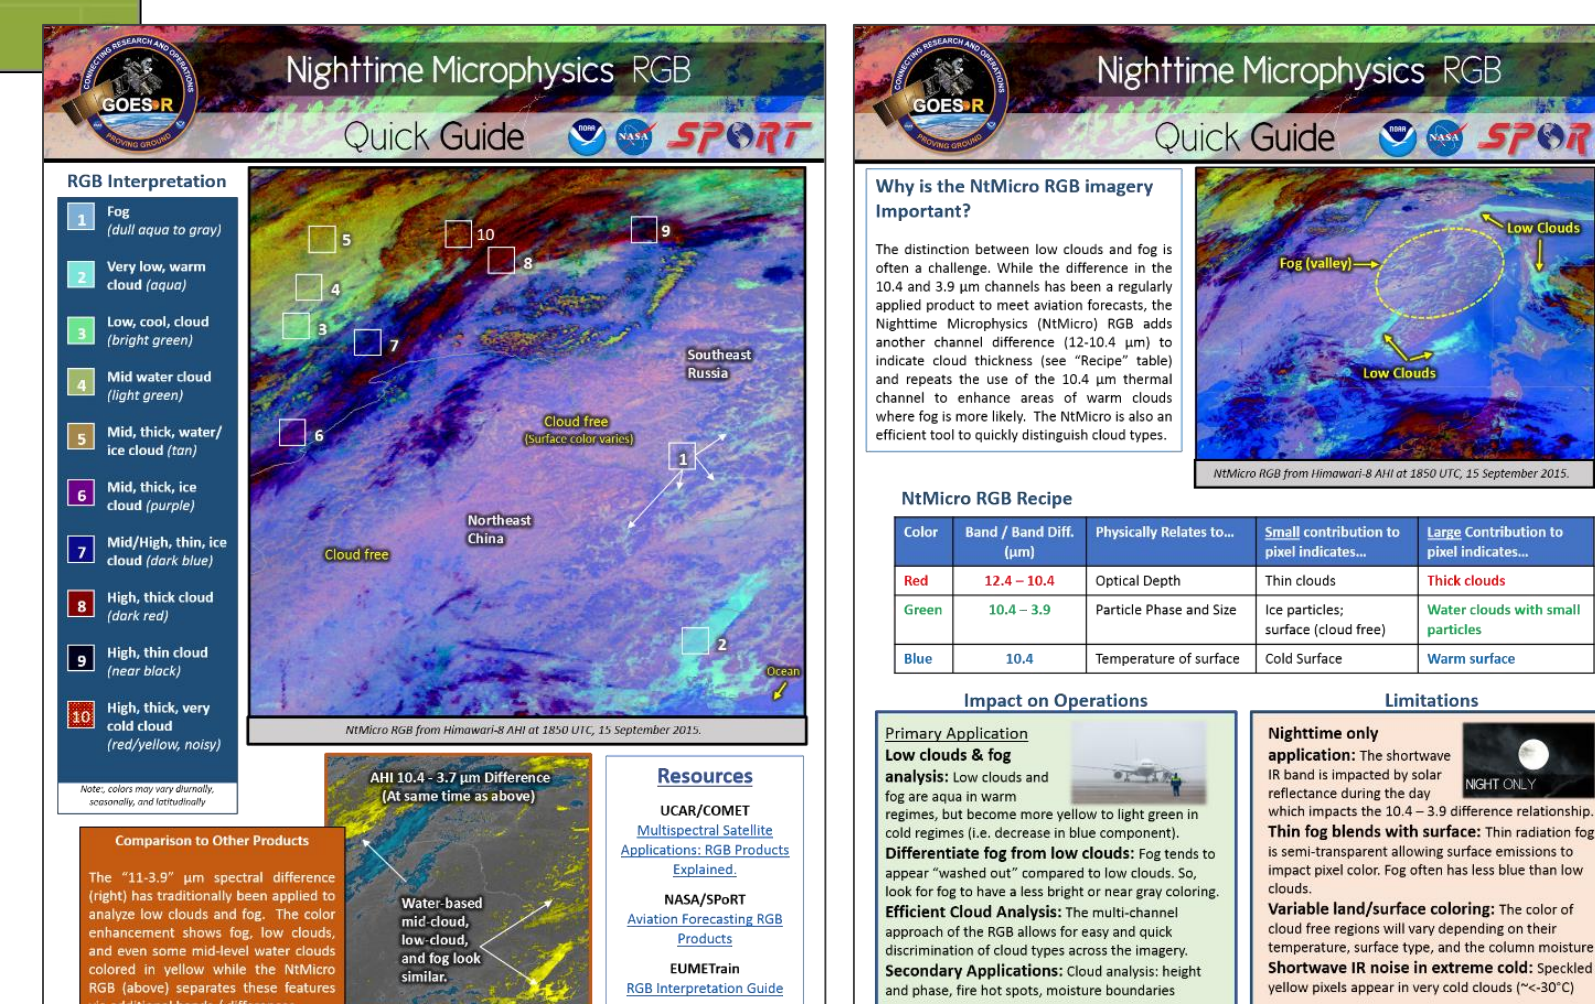 CONNECTING RESEARCH AND OPERATIONS
GOES R
PROVING GROUND
Nighttime Microphysics RGB
Quick Guide
NOAA
NASA
SPORT
RGB Interpretation
1
Fog
(dull aqua to gray)
2
Very low, warm
cloud (aqua)
3
Low, cool, cloud
(bright green)
4
Mid water cloud
(light green)
5
Mid, thick, water/
ice cloud (tan)
6
Mid, thick, ice
cloud (purple)
7
Mid/High, thin, ice
cloud (dark blue)
8
High, thick cloud
(dark red)
9
High, thin cloud
(near black)
10
High, thick, very
cold cloud
(red/yellow, noisy)
Note:, colors may vary diurnally,
seasonally, and latitudinally
5
10
9
8
4
3
7
Southeast
Russia
6
Cloud free
(Surface color varies)
1
Northeast
China
Cloud free
2
Ocean
NtMicro RGB from Himawari-8 AHI at 1850 UTC, 15 September 2015.
Comparison to Other Products
The "11-3.9" µm spectral difference
(right) has traditionally been applied to
analyze low clouds and fog. The color
enhancement shows fog, low clouds,
and even some mid-level water clouds
colored in yellow while the NtMicro
RGB (above) separates these features
AHI 10.4 - 3.7 µm Difference
(At same time as above)
Water-based
mid-cloud,
low-cloud,
and fog look
similar.
Resources
UCAR/COMET
Multispectral Satellite
Applications: RGB Products
Explained.
NASA/SPoRT
Aviation Forecasting RGB
Products
EUMETrain
RGB Interpretation Guide
CONNECTING RESEARCH AND OPERATIONS
GOES R
PROVING GROUND
Nighttime Microphysics RGB
Quick Guide
NOAA
NASA
SPOR
Why is the NtMicro RGB imagery
Important?
The distinction between low clouds and fog is
often a challenge. While the difference in the
10.4 and 3.9 µm channels has been a regularly
applied product to meet aviation forecasts, the
Nighttime Microphysics (NtMicro) RGB adds
another channel difference (12-10.4 µm) to
indicate cloud thickness (see "Recipe" table)
and repeats the use of the 10.4 µm thermal
channel to enhance areas of warm clouds
where fog is more likely. The NtMicro is also an
efficient tool to quickly distinguish cloud types.
Low Clouds
Fog (valley)
Low Clouds
NtMicro RGB from Himawari-8 AHI at 1850 UTC, 15 September 2015.
NtMicro RGB Recipe
Color Band / Band Diff. (µm) Physically Relates to... Small contribution to pixel indicates... Large Contribution to pixel indicates...
Red 12.4 – 10.4 Optical Depth Thin clouds Thick clouds
Green 10.4 – 3.9 Particle Phase and Size Ice particles; surface (cloud free) Water clouds with small particles
Blue 10.4 Temperature of surface Cold Surface Warm surface
Impact on Operations
Primary Application
Low clouds & fog
analysis: Low clouds and
fog are aqua in warm
regimes, but become more yellow to light green in
cold regimes (i.e. decrease in blue component).
Differentiate fog from low clouds: Fog tends to
appear "washed out" compared to low clouds. So,
look for fog to have a less bright or near gray coloring.
Efficient Cloud Analysis: The multi-channel
approach of the RGB allows for easy and quick
discrimination of cloud types across the imagery.
Secondary Applications: Cloud analysis: height
and phase, fire hot spots, moisture boundaries
Limitations
Nighttime only
application: The shortwave
IR band is impacted by solar
reflectance during the day
which impacts the 10.4 – 3.9 difference relationship.
NIGHT ONLY
Thin fog blends with surface: Thin radiation fog
is semi-transparent allowing surface emissions to
impact pixel color. Fog often has less blue than low
clouds.
Variable land/surface coloring: The color of
cloud free regions will vary depending on their
temperature, surface type, and the column moisture
Shortwave IR noise in extreme cold: Speckled
yellow pixels appear in very cold clouds (~<-30°C)